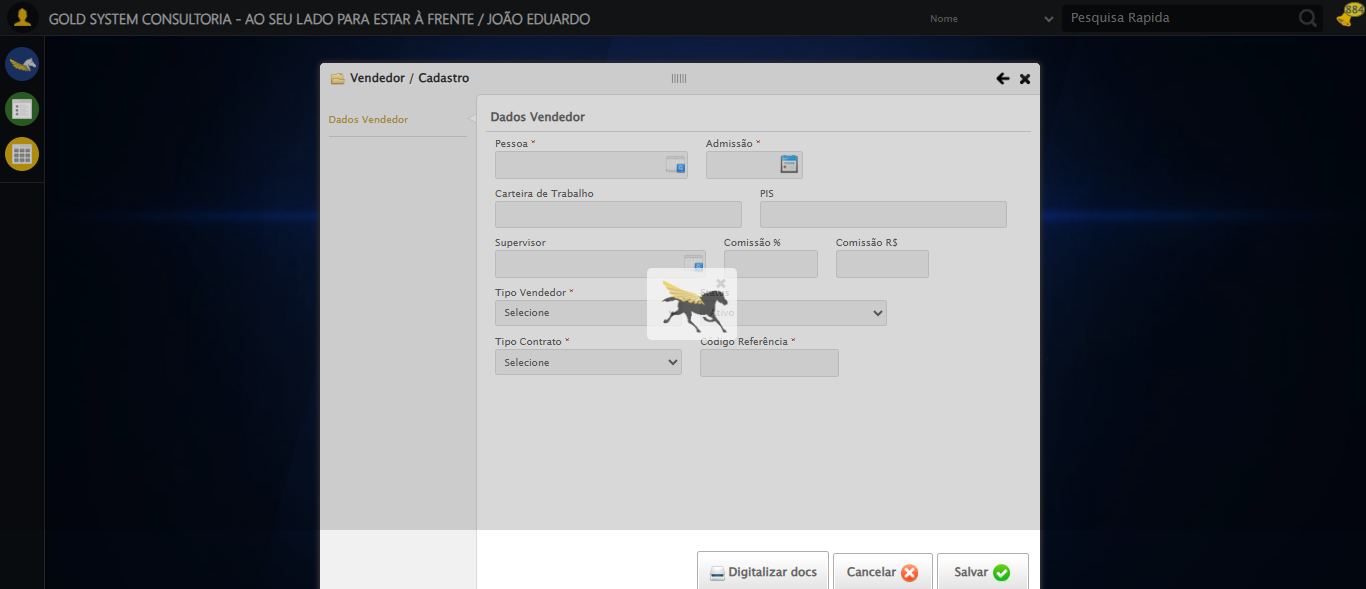 GOLD SYSTEM CONSULTORIA - AO SEU LADO PARA ESTAR À FRENTE / JOÃO EDUARDO
Nome
Pesquisa Rapida
884
Vendedor / Cadastro
Dados Vendedor
Dados Vendedor
Pessoa *
Admissão *
Carteira de Trabalho
PIS
Supervisor
Comissão %
Comissão R$
Tipo Vendedor *
Status
Selecione
Ativo
Tipo Contrato *
Código Referência *
Selecione
Digitalizar docs
Cancelar
Salvar